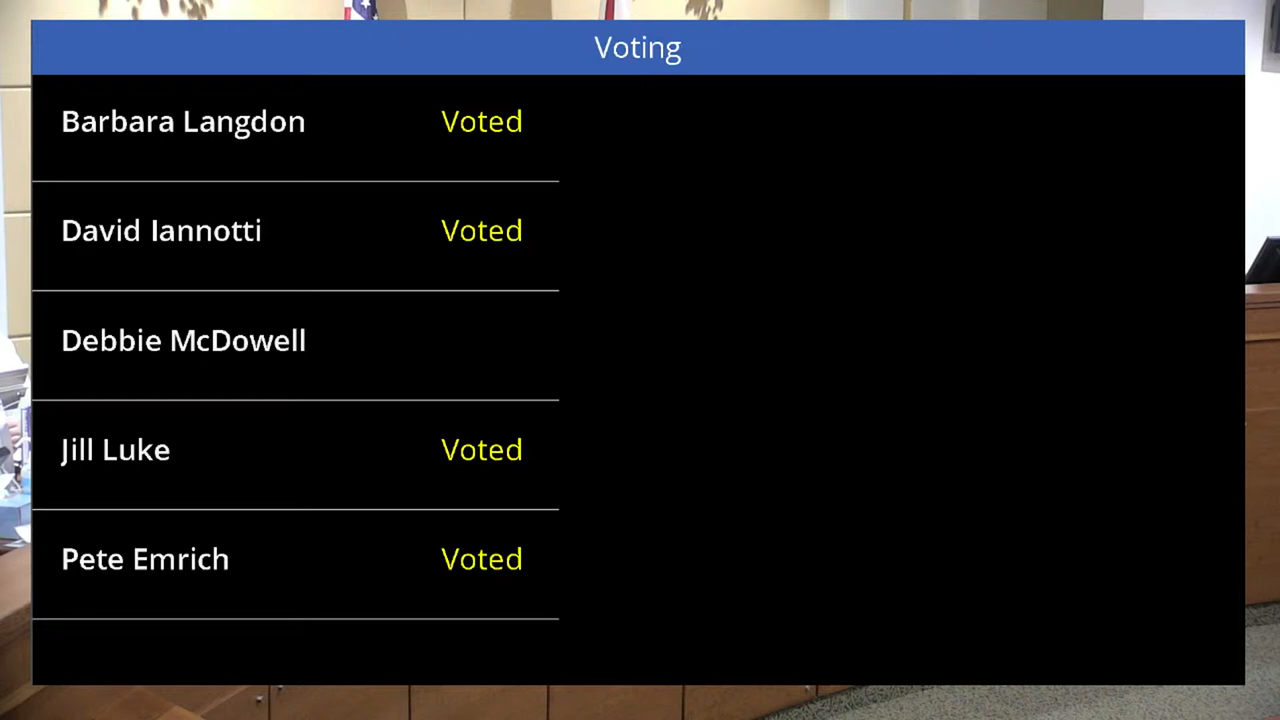 Voting
Barbara Langdon Voted
David Iannotti Voted
Debbie McDowell
Jill Luke Voted
Pete Emrich Voted